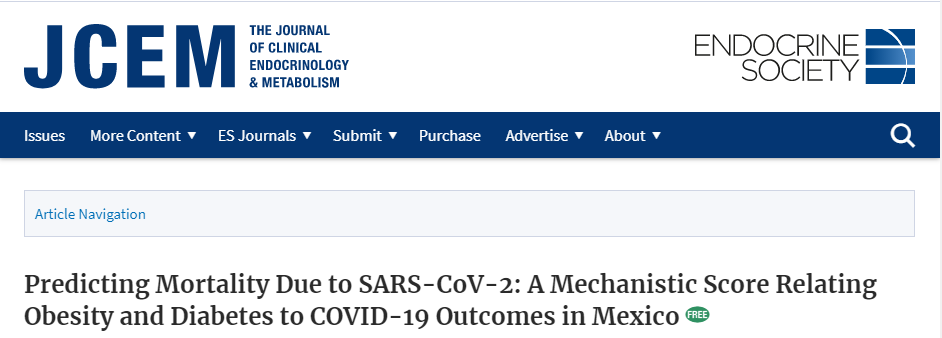 JCEM
THE JOURNAL
OF CLINICAL
ENDOCRINOLOGY
& METABOLISM
ENDOCRINE
SOCIETY
Issues More Content ES Journals Submit Purchase Advertise About
Article Navigation
Predicting Mortality Due to SARS-CoV-2: A Mechanistic Score Relating
Obesity and Diabetes to COVID-19 Outcomes in Mexico FREE